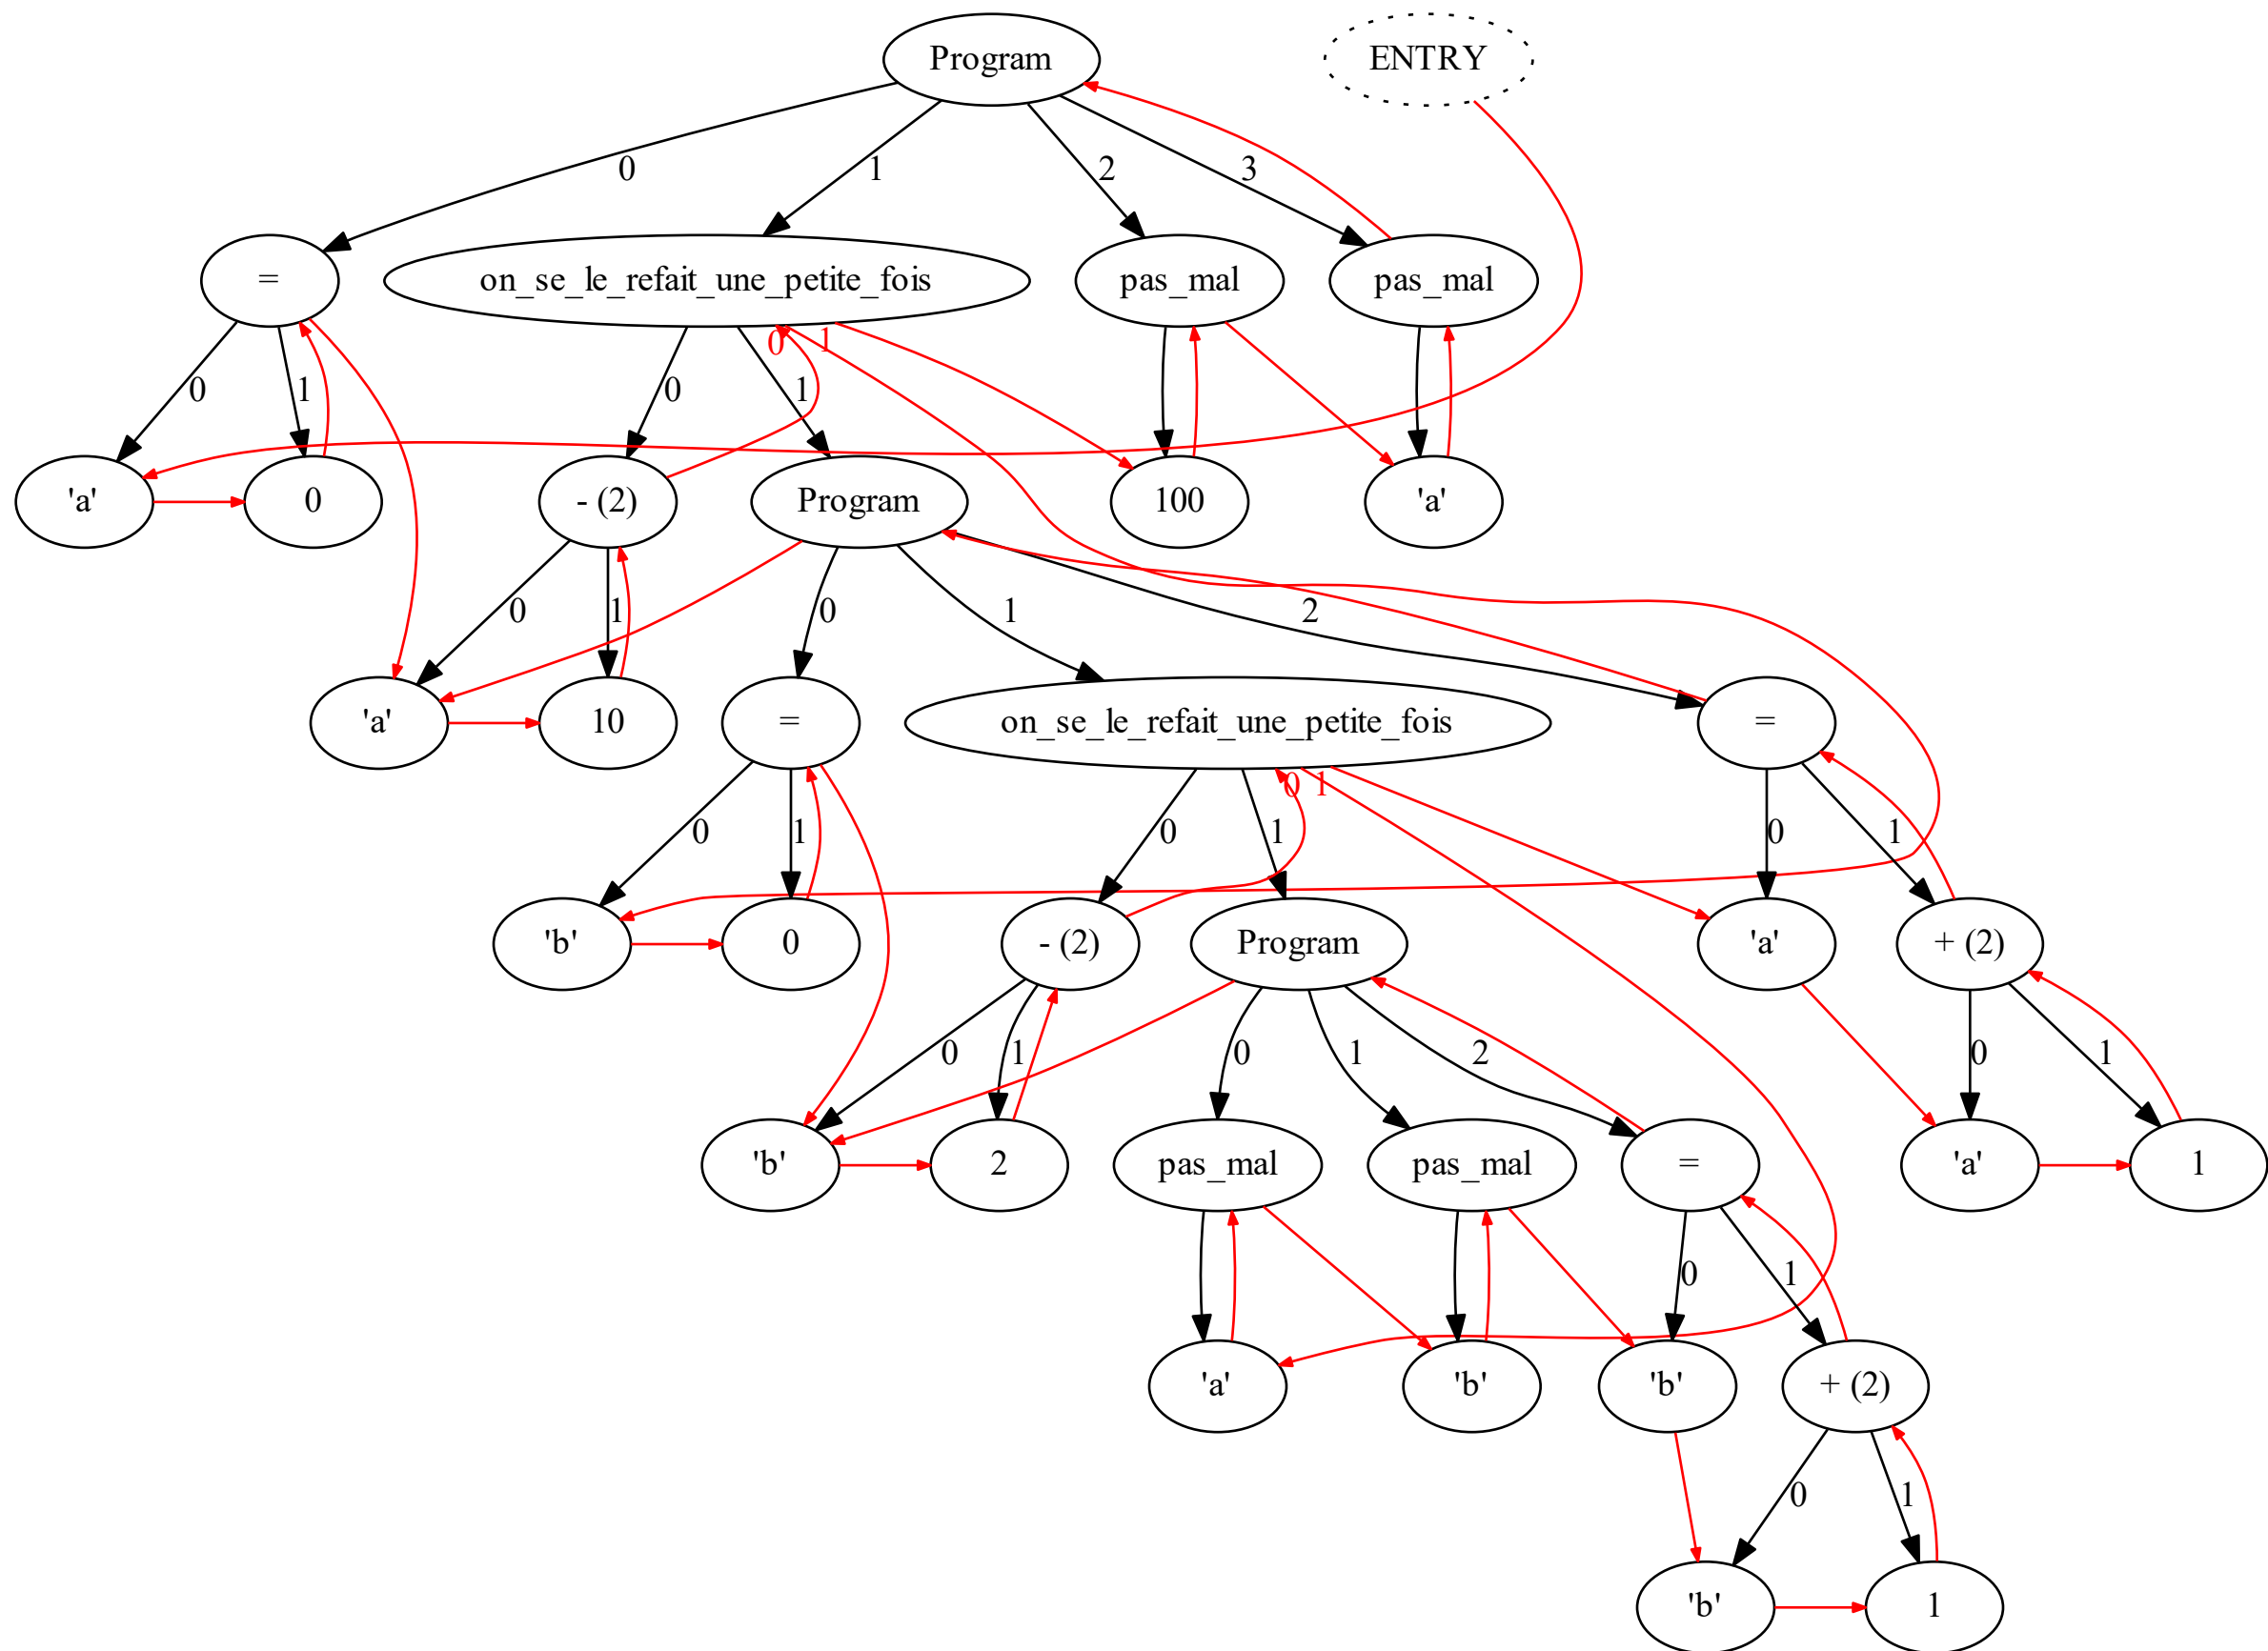 Program
ENTRY
0
1
2
3
=
on_se_le_refait_une_petite_fois
pas_mal
pas_mal
0
1
0
1
0
1
'a'
0
- (2)
Program
100
'a'
0
1
0
1
2
'a'
10
=
on_se_le_refait_une_petite_fois
=
0
1
0
1
0
1
0
1
'b'
0
- (2)
Program
'a'
+ (2)
0
1
0
1
2
0
1
'b'
2
pas_mal
pas_mal
=
'a'
1
0
1
'a'
'b'
'b'
+ (2)
0
1
'b'
1